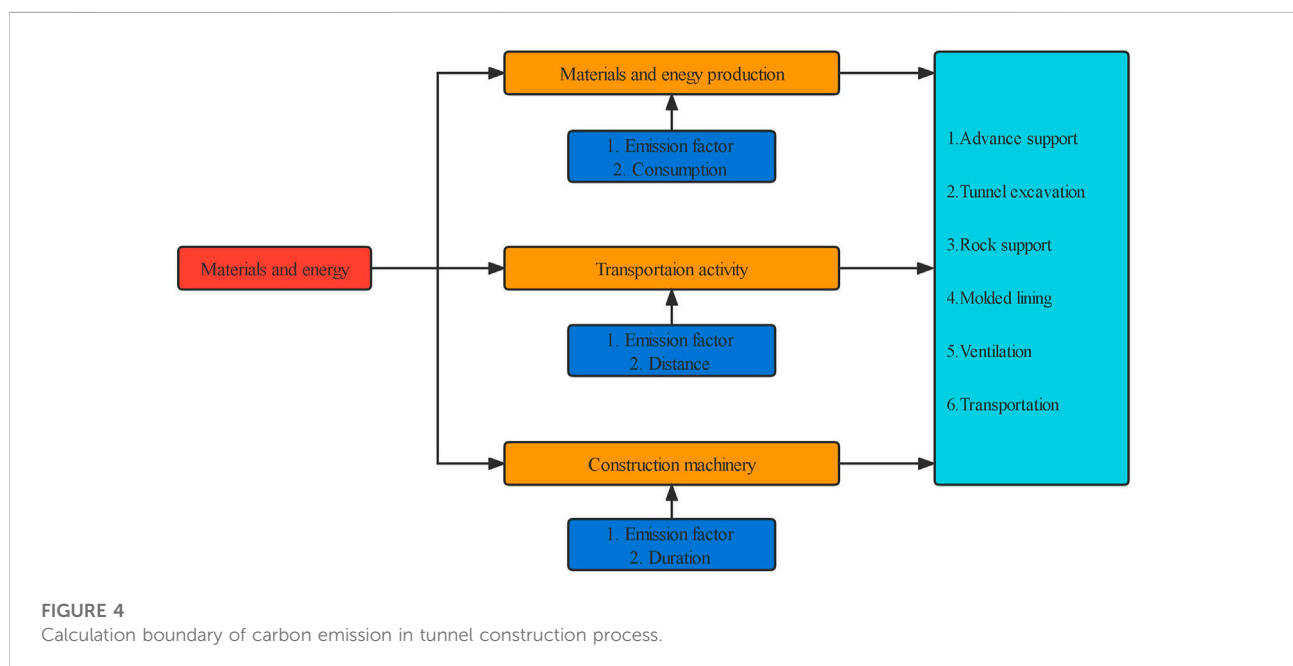 Materials and energy
Materials and enegy production
1. Emission factor
2. Consumption
Transportaion activity
1. Emission factor
2. Distance
Construction machinery
1. Emission factor
2. Duration
1.Advance support
2.Tunnel excavation
3.Rock support
4.Molded lining
5.Ventilation
6.Transportation
FIGURE 4
Calculation boundary of carbon emission in tunnel construction process.